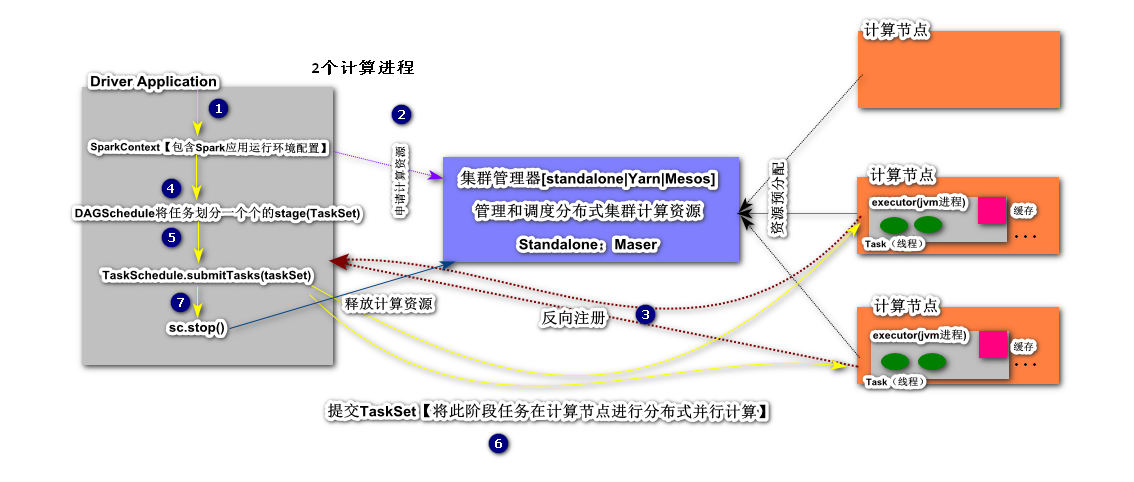 计算节点
2个计算进程
Driver Application
1
2
SparkContext【包含Spark应用运行环境配置】
申请计算资源
集群管理器[standalone|Yarn|Mesos]
管理和调度分布式集群计算资源
Standalone：Maser
资源预分配
计算节点
executor(jvm进程)
缓存
...
Task（线程）
4
DAGSchedule将任务划分一个个的stage(TaskSet)
5
TaskSchedule.submitTasks(taskSet)
7
sc.stop()
释放计算资源
反向注册
3
计算节点
executor(jvm进程)
缓存
...
Task（线程）
提交TaskSet【将此阶段任务在计算节点进行分布式并行计算】
6